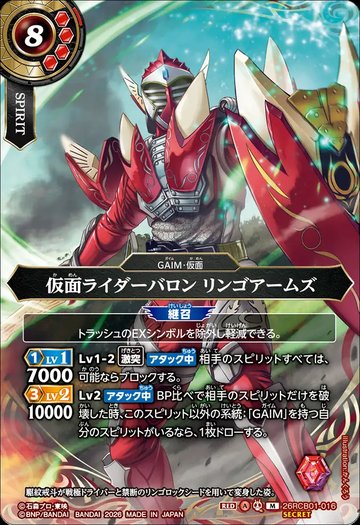 8
SPIRIT
GAIM・仮面
仮面ライダーバロン リンゴアームズ
継召
トラッシュのEXシンボルを除外し軽減できる。
1 LV1 7000
Lv1-2 激突 アタック中 相手のスピリットすべては、
可能ならブロックする。
3 LV2 10000
Lv2 アタック中 BP比べで相手のスピリットだけを破
壊した時、このスピリット以外の系統:「GAIM」を持つ自
分のスピリットがいるなら、1枚ドローする。
駆紋戒斗が戦極ドライバーと禁断のリンゴロックシードを用いて変身した姿。
©石森プロ・東映
©BNP/BANDAI BANDAI 2026 MADE IN JAPAN
RED A M 26RCB01-016
SECRET